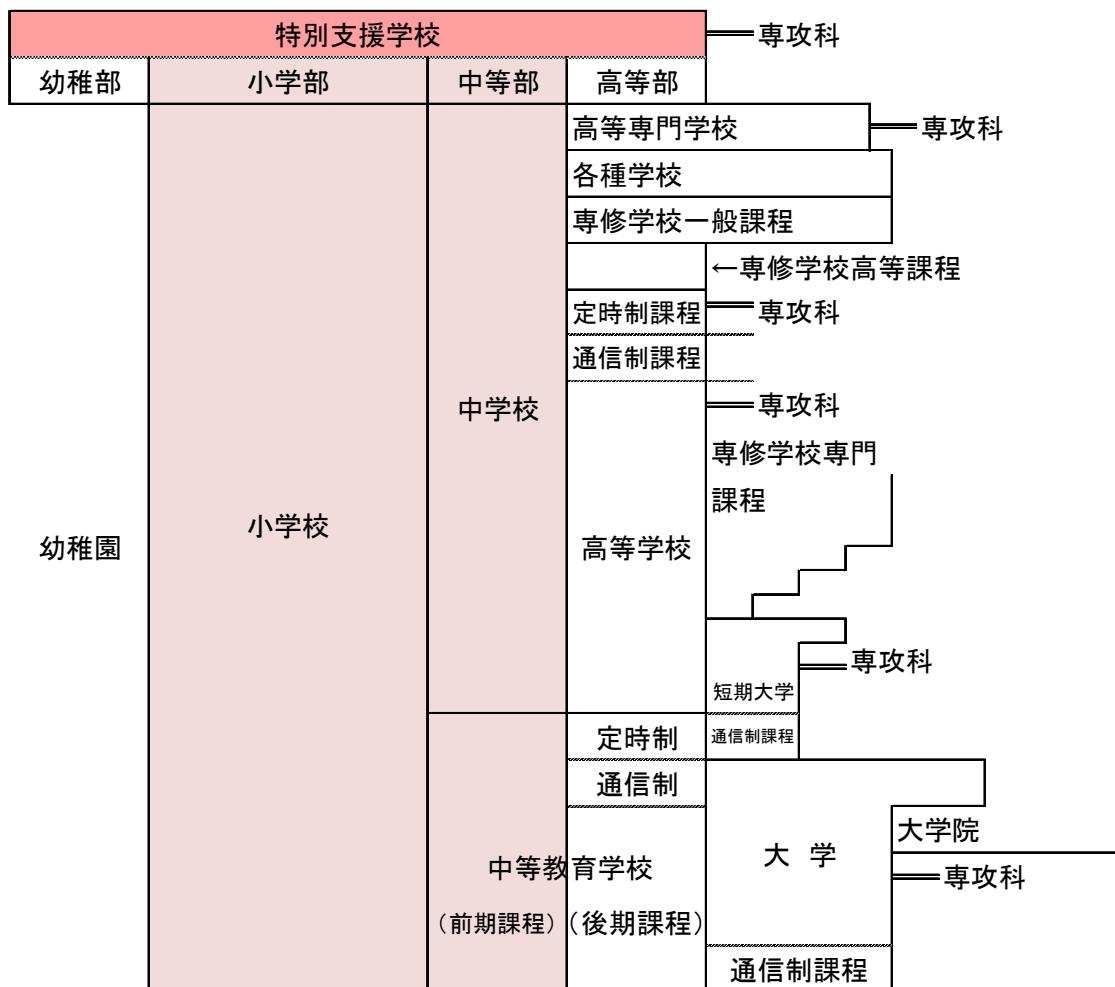 特別支援学校
専攻科
幼稚部
小学部
中等部
高等部
高等専門学校
専攻科
各種学校
専修学校一般課程
←専修学校高等課程
定時制課程
専攻科
通信制課程
中学校
専攻科
専修学校専門
課程
小学校
幼稚園
高等学校
専攻科
短期大学
定時制
通信制課程
通信制
大学院
大 学
中等教育学校
専攻科
（前期課程）
（後期課程）
通信制課程